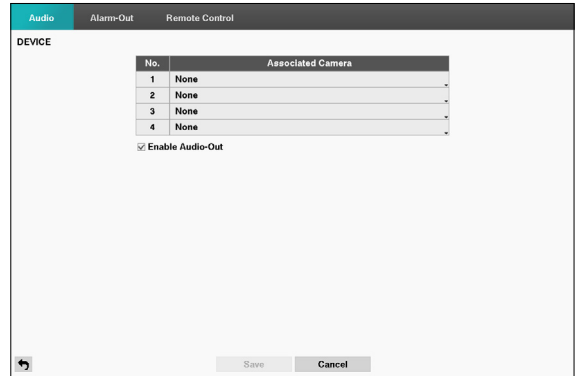 Audio Alarm-Out Remote Control
DEVICE
No. Associated Camera
1 None
2 None
3 None
4 None
Enable Audio-Out
Save Cancel